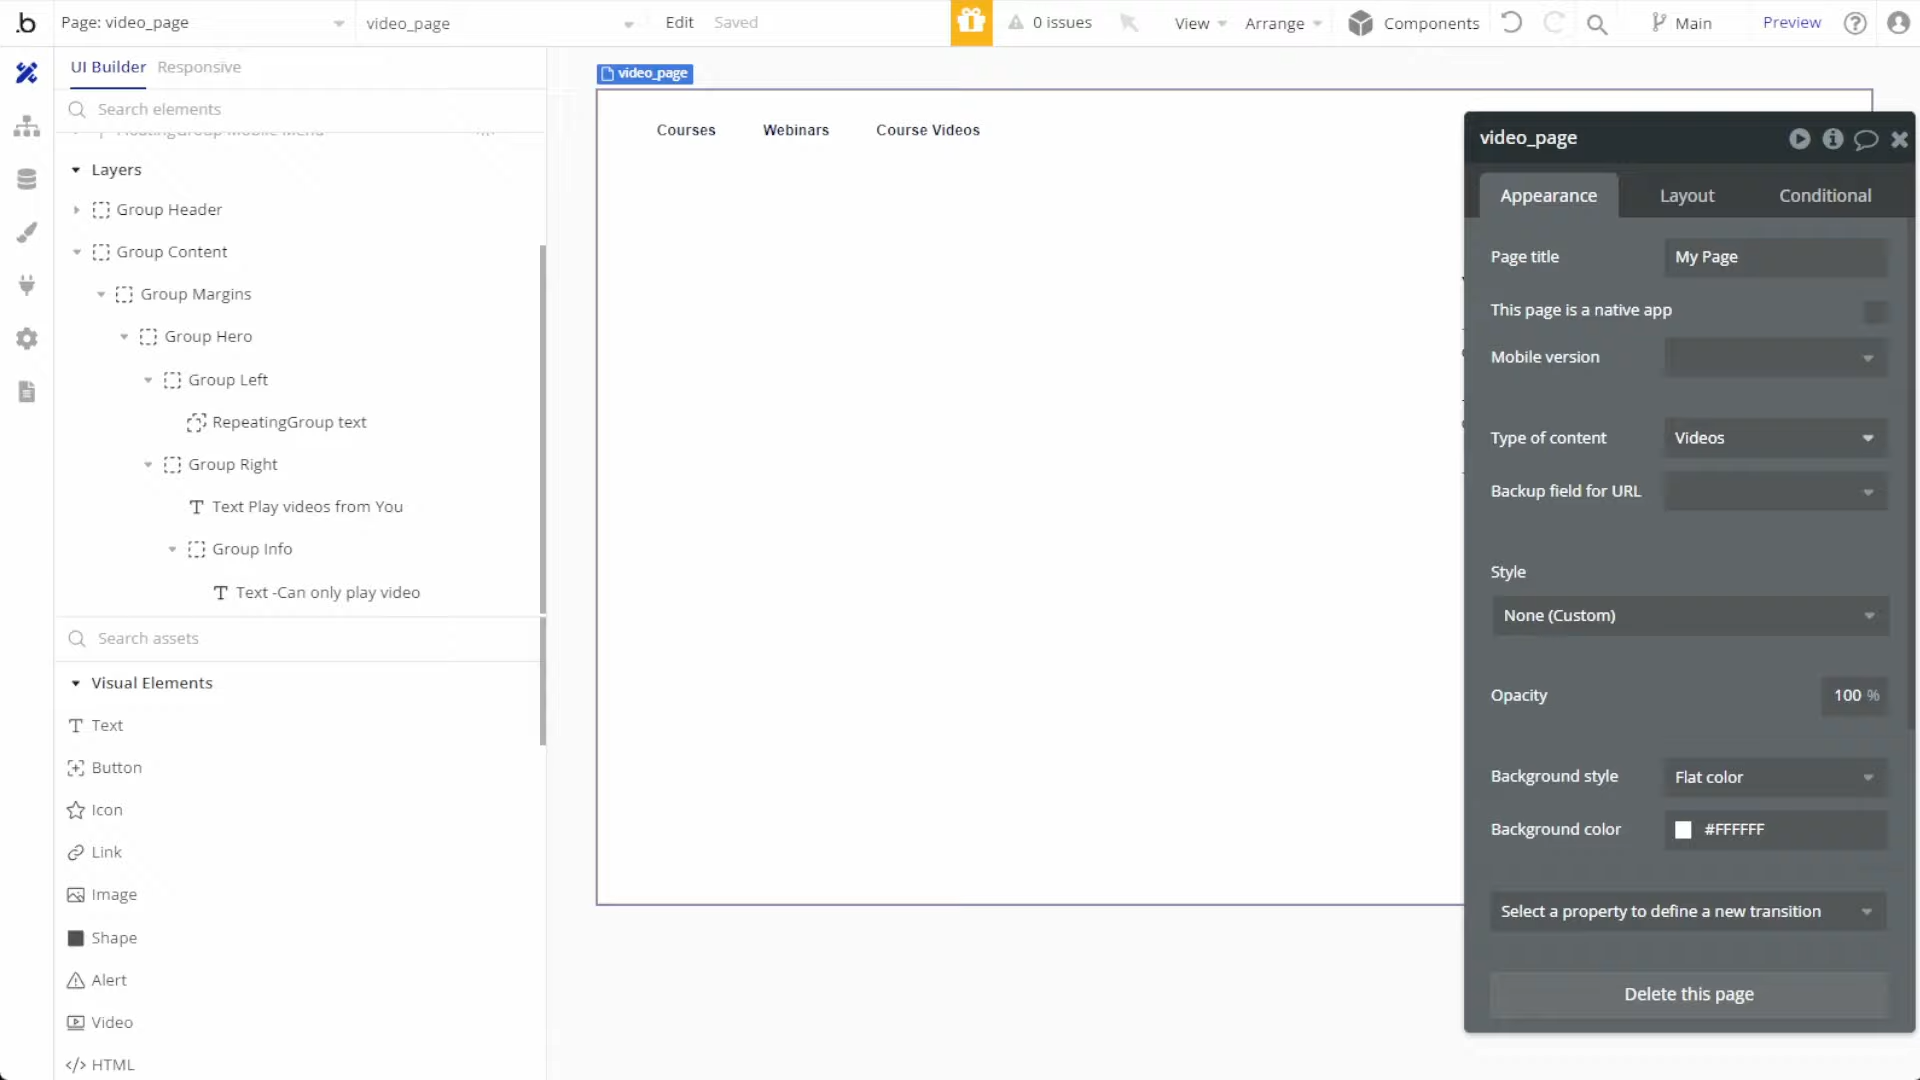 .b Page: video_page video_page Edit Saved 0 issues View Arrange Components Main Preview
UI Builder Responsive
Search elements
FloatingGroup Mobile Menu
Layers
Group Header
Group Content
Group Margins
Group Hero
Group Left
RepeatingGroup text
Group Right
Text Play videos from You
Group Info
Text -Can only play video
Search assets
Visual Elements
Text
Button
Icon
Link
Image
Shape
Alert
Video
HTML
video_page
Courses Webinars Course Videos
video_page
Appearance Layout Conditional
Page title My Page
This page is a native app
Mobile version
Type of content Videos
Backup field for URL
Style
None (Custom)
Opacity 100 %
Background style Flat color
Background color #FFFFFF
Select a property to define a new transition
Delete this page